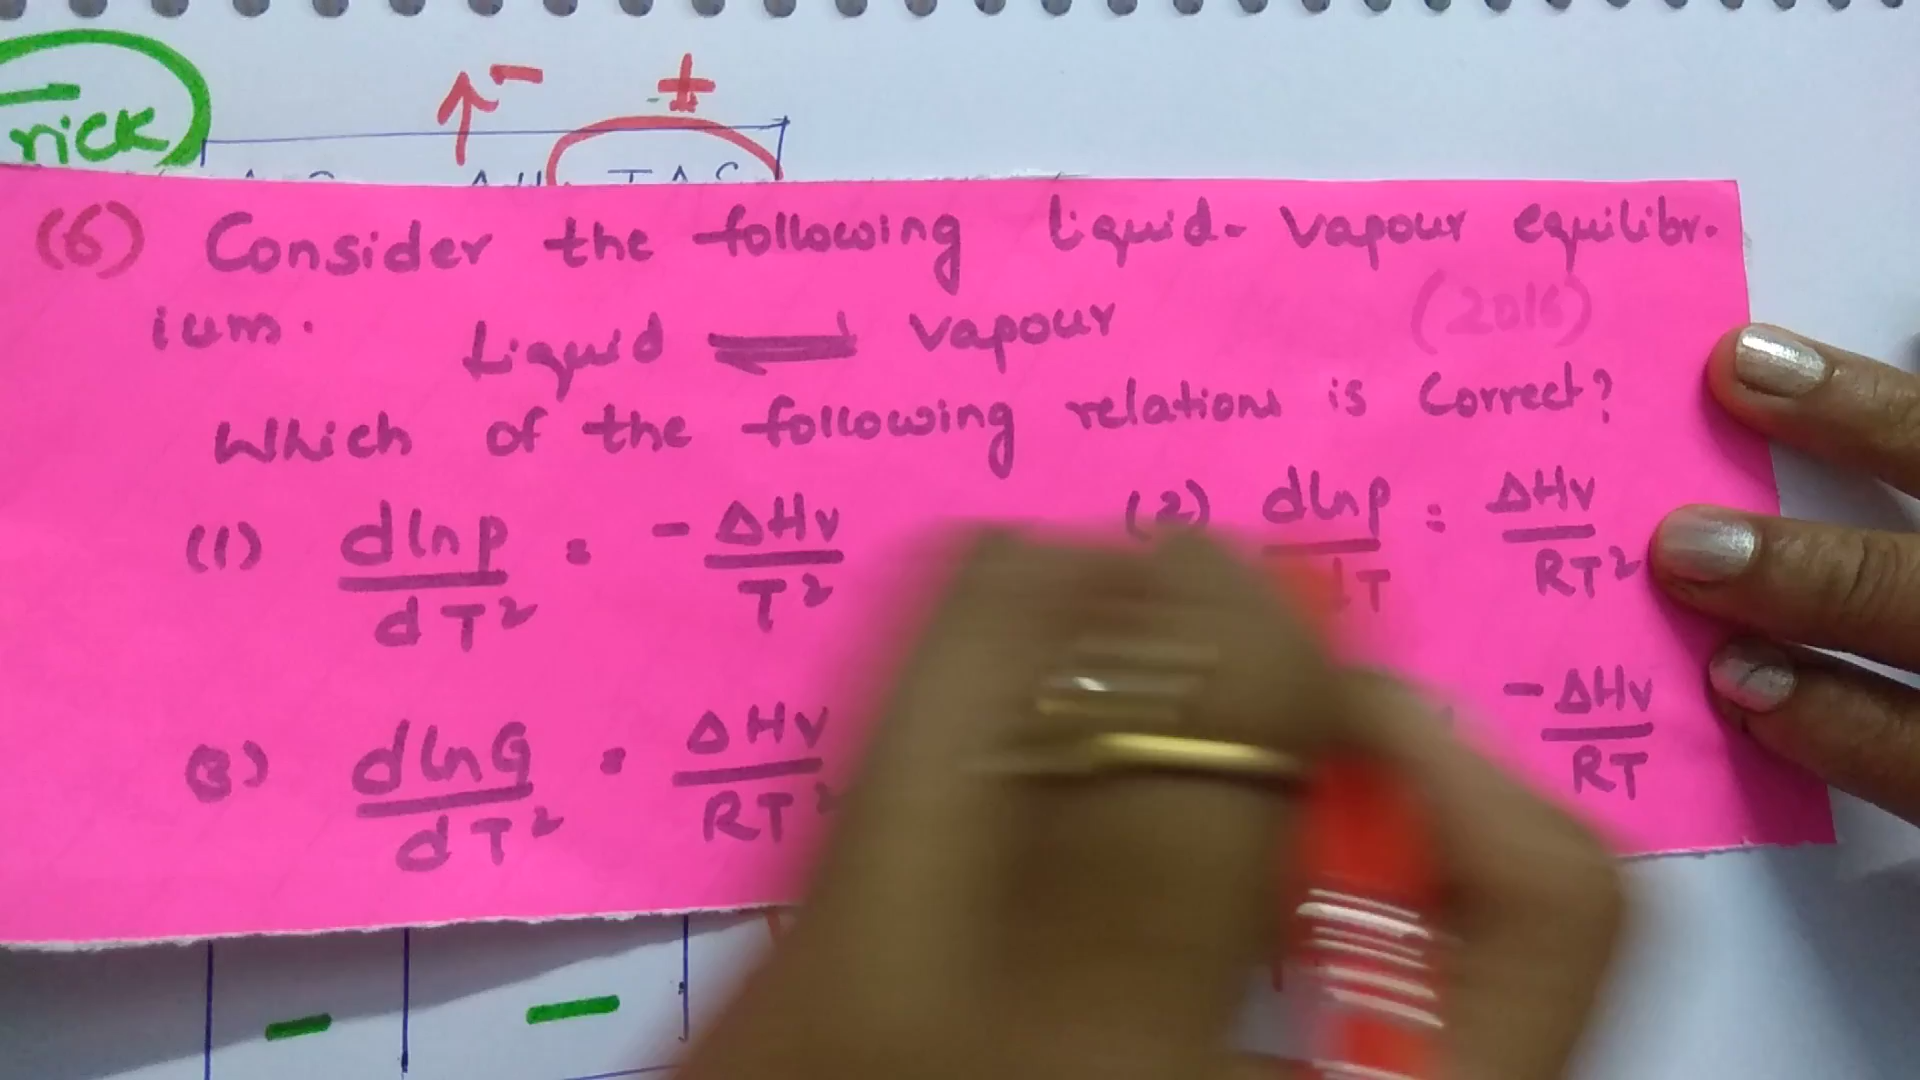 rick
- +
(6) Consider the following Liquid-vapour equilibr-
ium. (2016)
Liquid ⇌ vapour
Which of the following relations is correct?
(1) dlnp/dT² = -ΔHv/T² (2) dlnp/dT = ΔHv/RT²
(3) dlnG/dT² = ΔHv/RT² -ΔHv/RT
- -